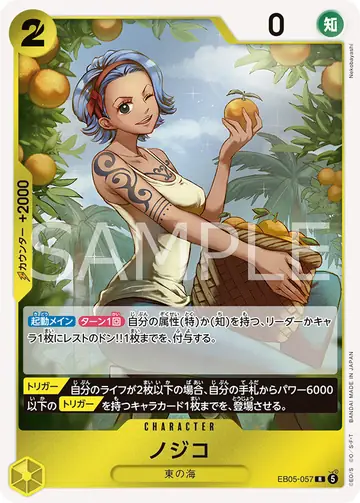 2
0
知
Nekobayashi
カウンター +2000
SAMPLE
起動メイン ターン1回 自分の属性(特)か(知)を持つ、リーダーかキャ
ラ1枚にレストのドン!!1枚までを、付与する。
トリガー 自分のライフが2枚以下の場合、自分の手札からパワー6000
以下の トリガー を持つキャラカード1枚までを、登場させる。
CHARACTER
ノジコ
東の海
EB05-057 R 5